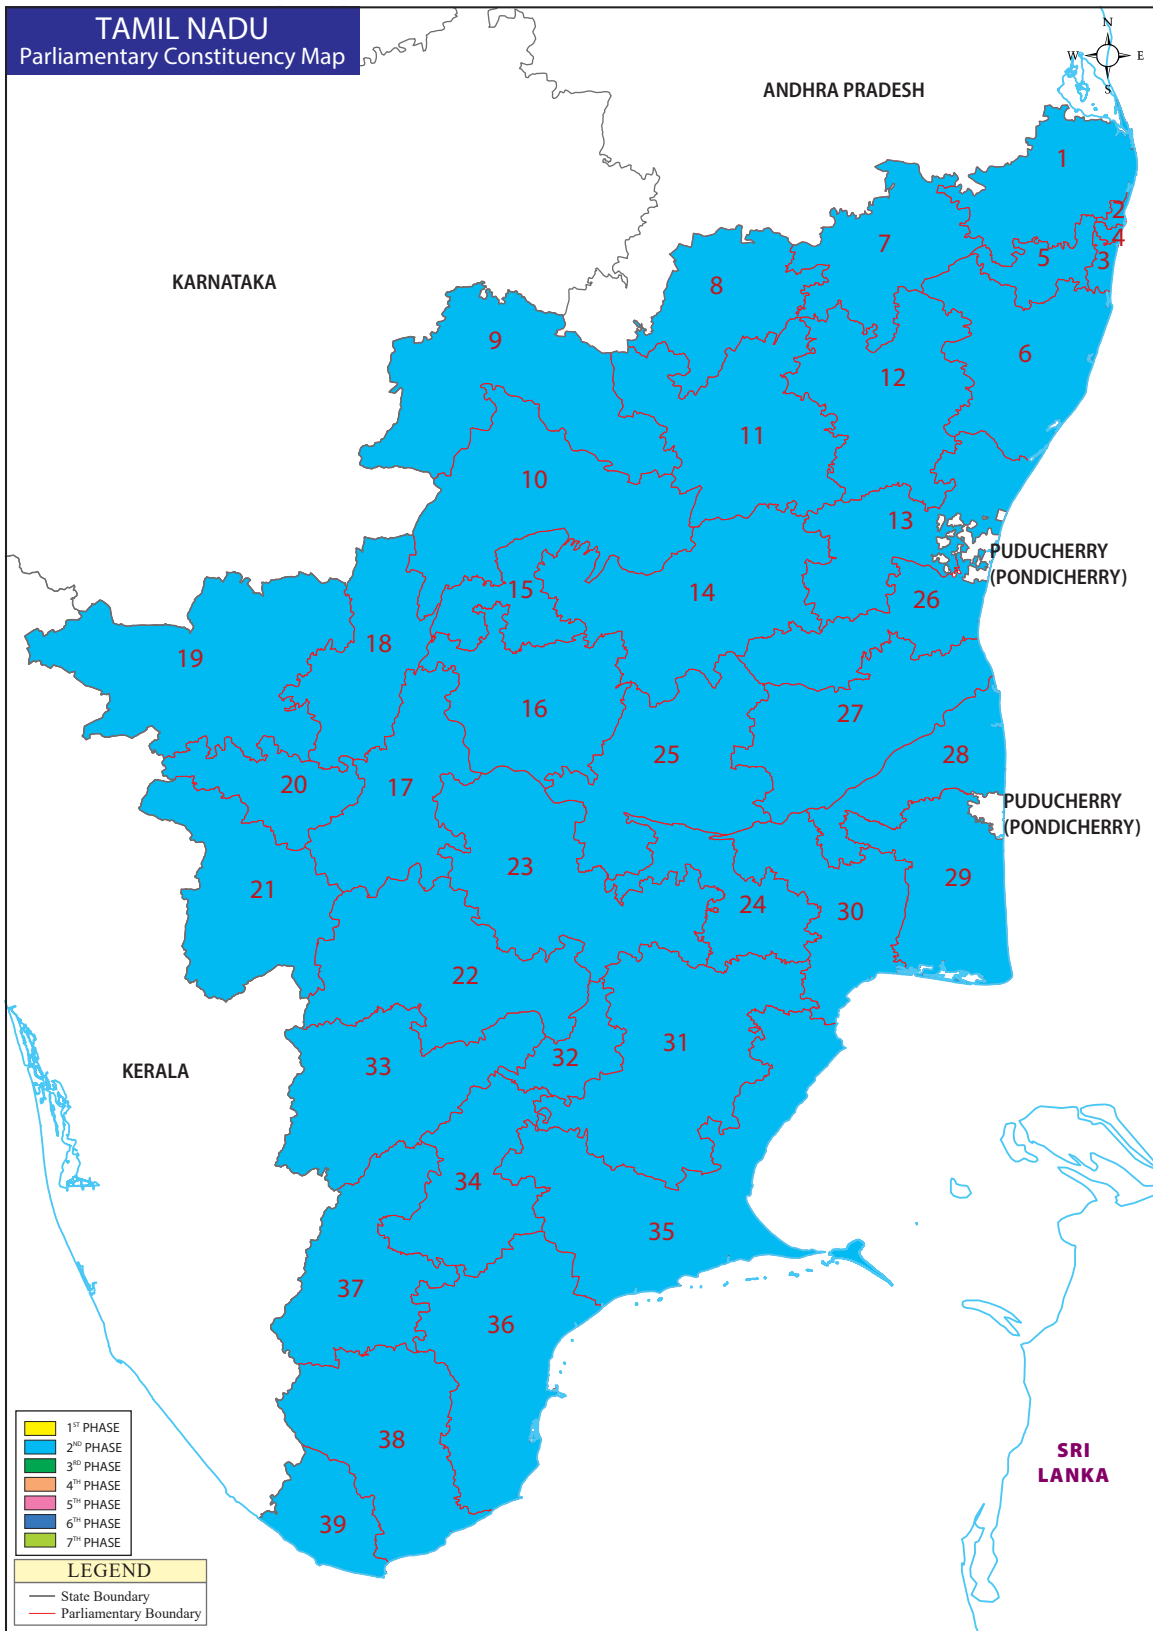 TAMIL NADU
Parliamentary Constituency Map
N
W
E
S
ANDHRA PRADESH
1
2
4
7
5
3
KARNATAKA
8
9
6
12
11
10
13
PUDUCHERRY
(PONDICHERRY)
15
14
26
18
19
16
27
28
25
20
17
PUDUCHERRY
(PONDICHERRY)
23
29
21
24
30
22
31
32
33
KERALA
34
35
37
36
38
39
1ST PHASE
2ND PHASE
3RD PHASE
4TH PHASE
5TH PHASE
6TH PHASE
7TH PHASE
SRI
LANKA
LEGEND
State Boundary
Parliamentary Boundary